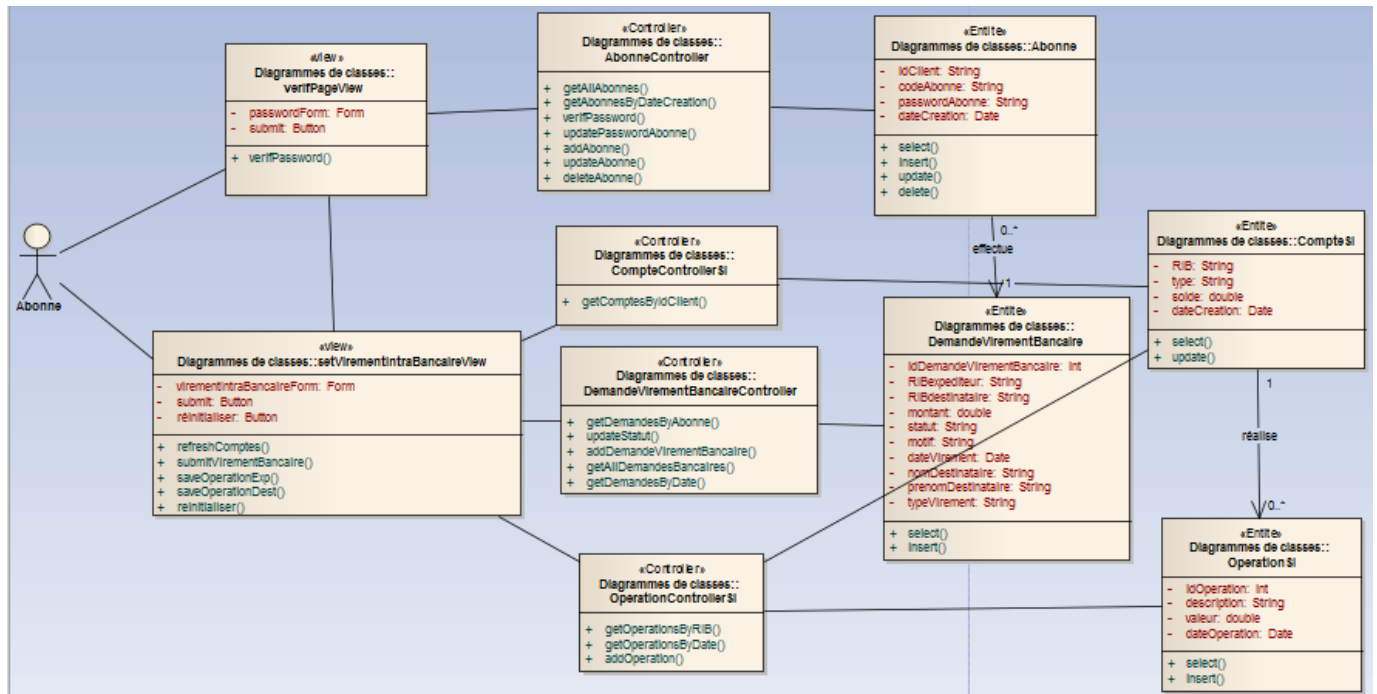 «view»
Diagrammes de classes::
verifPageView
- passwordForm: Form
- submit: Button
+ verifPassword()
«Controller»
Diagrammes de classes::
AbonneController
+ getAllAbonnes()
+ getAbonnesByDateCreation()
+ verifPassword()
+ updatePasswordAbonne()
+ addAbonne()
+ updateAbonne()
+ deleteAbonne()
«Entite»
Diagrammes de classes::Abonne
- idClient: String
- codeAbonne: String
- passwordAbonne: String
- dateCreation: Date
+ select()
+ insert()
+ update()
+ delete()
Abonne
«Controller»
Diagrammes de classes::
CompteControllerSI
+ getComptesByIdClient()
0..*
effectue
1
«Entite»
Diagrammes de classes::CompteSI
- RIB: String
- type: String
- solde: double
- dateCreation: Date
+ select()
+ update()
«view»
Diagrammes de classes::setVirementIntraBancaireView
- virementIntraBancaireForm: Form
- submit: Button
- réinitialiser: Button
+ refreshComptes()
+ submitVirementBancaire()
+ saveOperationExp()
+ saveOperationDest()
+ reinitialiser()
«Controller»
Diagrammes de classes::
DemandeVirementBancaireController
+ getDemandesByAbonne()
+ updateStatut()
+ addDemandeVirementBancaire()
+ getAllDemandesBancaires()
+ getDemandesByDate()
«Entite»
Diagrammes de classes::
DemandeVirementBancaire
- idDemandeVirementBancaire: int
- RIBexpediteur: String
- RIBdestinataire: String
- montant: double
- statut: String
- motif: String
- dateVirement: Date
- nomDestinataire: String
- prenomDestinataire: String
- typeVirement: String
+ select()
+ insert()
1
réalise
0..*
«Controller»
Diagrammes de classes::
OperationControllerSI
+ getOperationsByRIB()
+ getOperationsByDate()
+ addOperation()
«Entite»
Diagrammes de classes::
OperationSI
- idOperation: int
- description: String
- valeur: double
- dateOperation: Date
+ select()
+ insert()